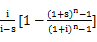 i/(i−s) [1 − ((1+s)^n −1)/((1+i)^n −1)]